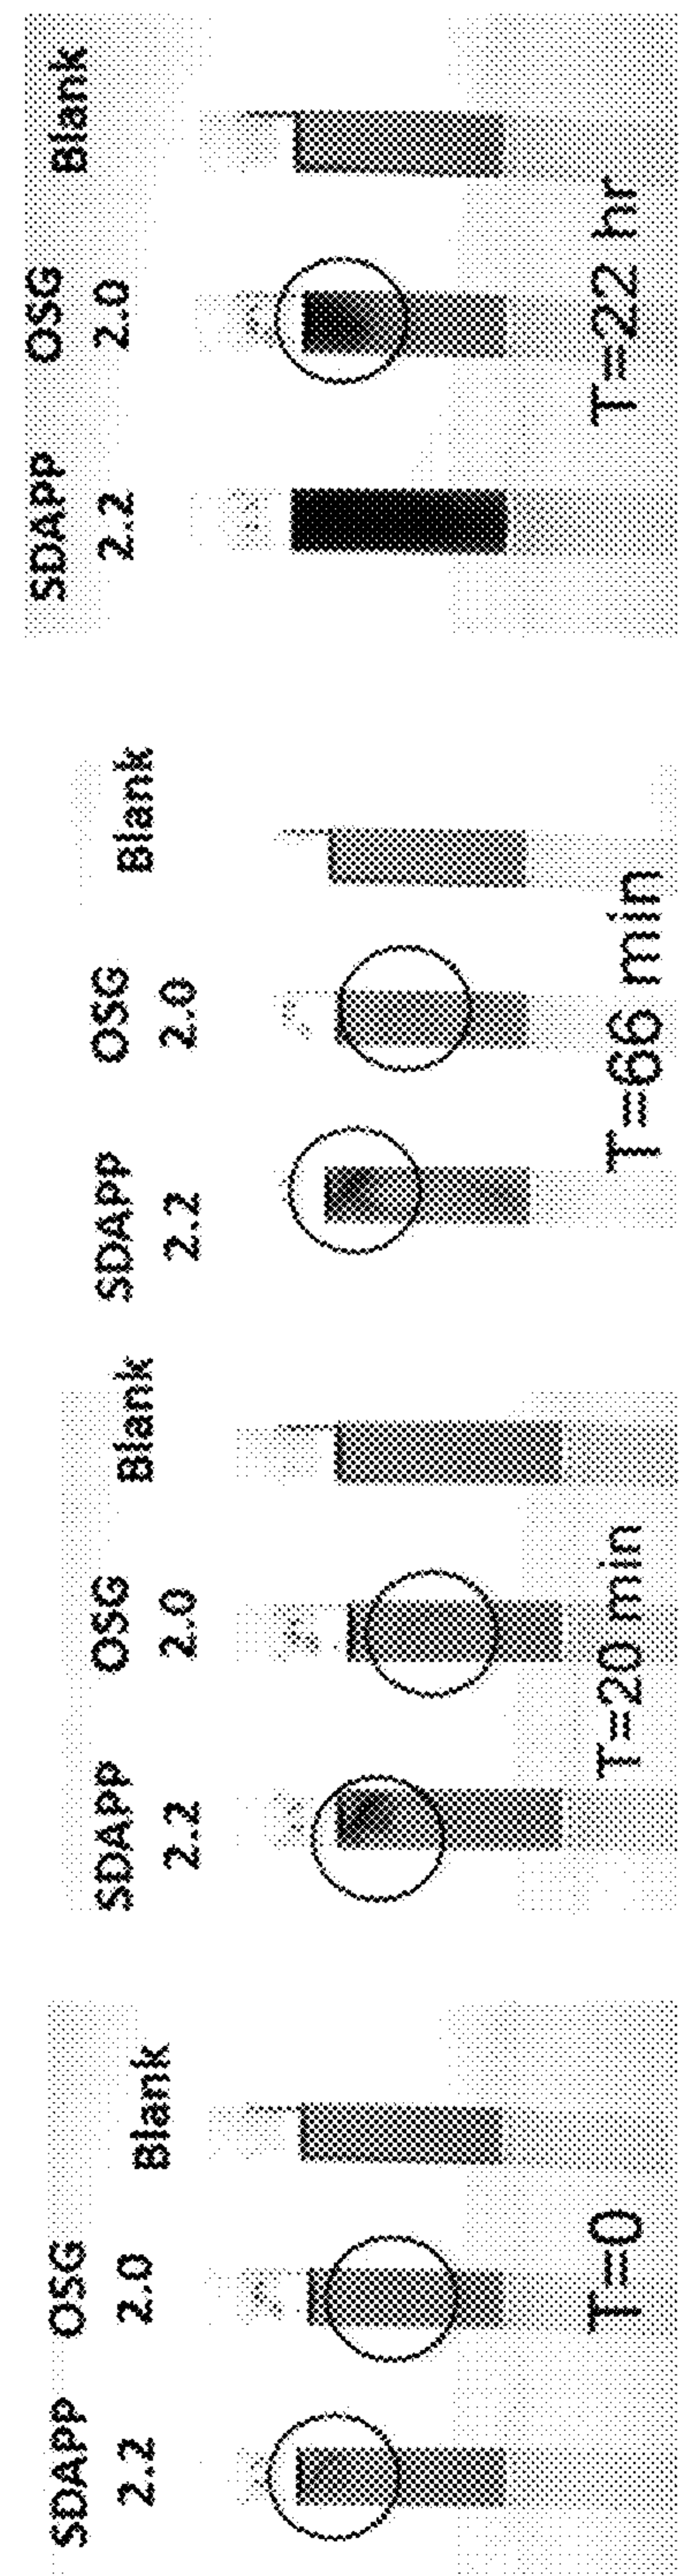 SDAPP
2.2
OSG
2.0
Blank
T=0
SDAPP
2.2
OSG
2.0
Blank
T=20 min
SDAPP
2.2
OSG
2.0
Blank
T=66 min
SDAPP
2.2
OSG
2.0
Blank
T=22 hr